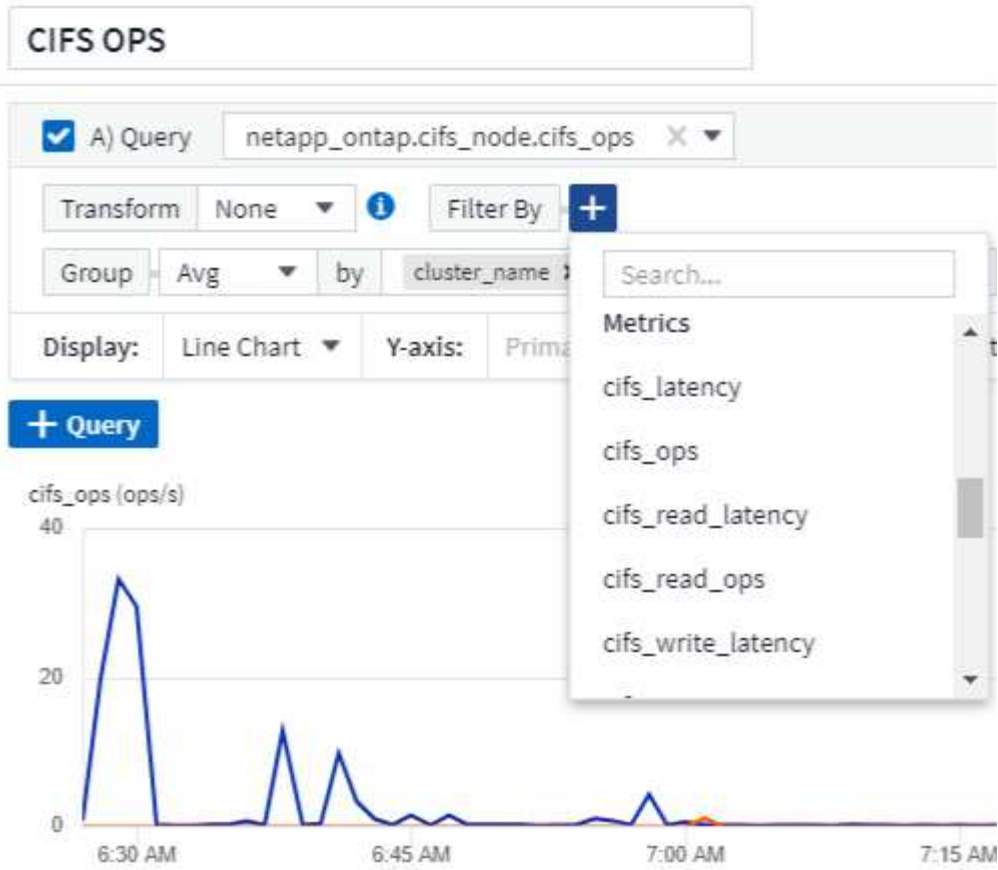 CIFS OPS
A) Query netapp_ontap.cifs_node.cifs_ops
Transform None Filter By
Group Avg by cluster_name
Search...
Display: Line Chart Y-axis:
Metrics
cifs_latency
cifs_ops
cifs_read_latency
cifs_read_ops
cifs_write_latency
+ Query
cifs_ops (ops/s)
40
20
0
6:30 AM 6:45 AM 7:00 AM 7:15 AM